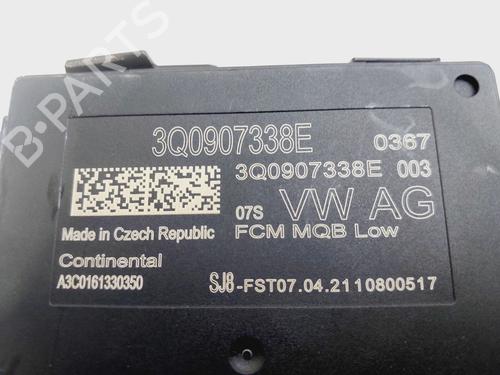 B-PARTS
3Q0907338E 0367
3Q0907338E 003
07S VW AG
Made in Czech Republic FCM MQB Low
Continental
A3C0161330350 SJ8-FST07.04.2110800517